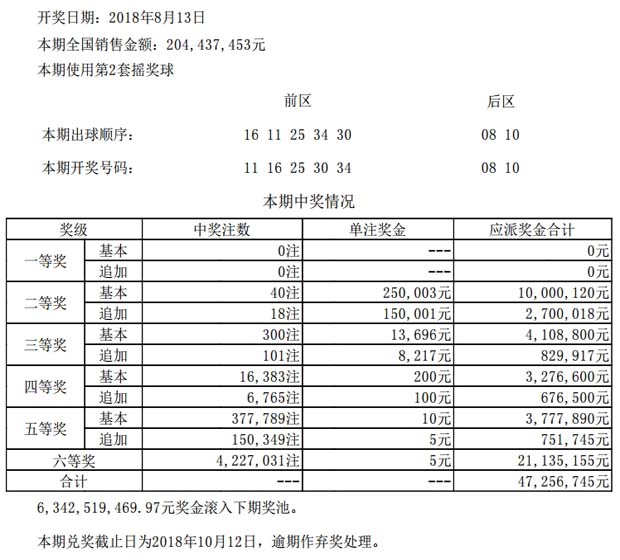 开奖日期：2018年8月13日
本期全国销售金额：204,437,453元
本期使用第2套摇奖球
前区 后区
本期出球顺序： 16 11 25 34 30 08 10
本期开奖号码： 11 16 25 30 34 08 10
本期中奖情况
奖级 中奖注数 单注奖金 应派奖金合计
一等奖 基本 0注 --- 0元
追加 0注 --- 0元
二等奖 基本 40注 250,003元 10,000,120元
追加 18注 150,001元 2,700,018元
三等奖 基本 300注 13,696元 4,108,800元
追加 101注 8,217元 829,917元
四等奖 基本 16,383注 200元 3,276,600元
追加 6,765注 100元 676,500元
五等奖 基本 377,789注 10元 3,777,890元
追加 150,349注 5元 751,745元
六等奖 4,227,031注 5元 21,135,155元
合计 --- --- 47,256,745元
6,342,519,469.97元奖金滚入下期奖池。
本期兑奖截止日为2018年10月12日，逾期作弃奖处理。